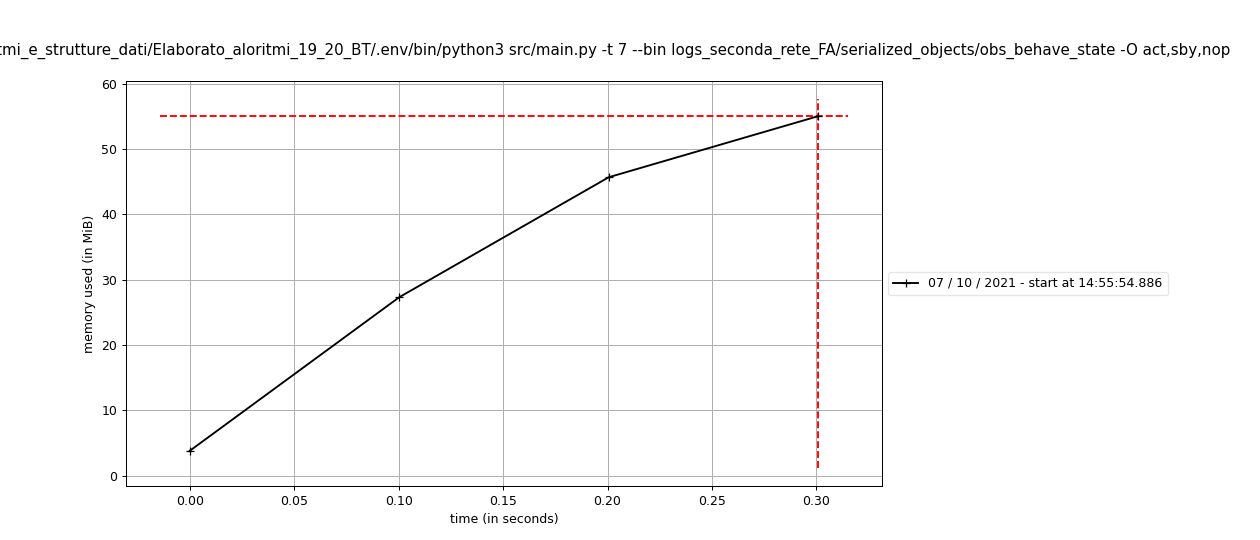 tmi_e_strutture_dati/Elaborato_aloritmi_19_20_BT/.env/bin/python3 src/main.py -t 7 --bin logs_seconda_rete_FA/serialized_objects/obs_behave_state -O act,sby,nop
60
50
40
30
20
10
0
memory used (in MiB)
07 / 10 / 2021 - start at 14:55:54.886
0.00 0.05 0.10 0.15 0.20 0.25 0.30
time (in seconds)